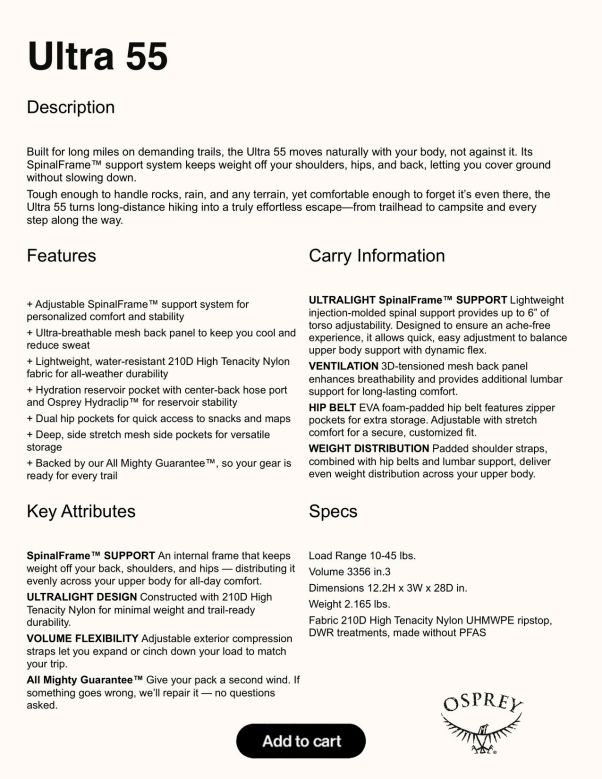 Ultra 55
Description
Built for long miles on demanding trails, the Ultra 55 moves naturally with your body, not against it. Its
SpinalFrame™ support system keeps weight off your shoulders, hips, and back, letting you cover ground
without slowing down.
Tough enough to handle rocks, rain, and any terrain, yet comfortable enough to forget it's even there, the
Ultra 55 turns long-distance hiking into a truly effortless escape—from trailhead to campsite and every
step along the way.
Features
+ Adjustable SpinalFrame™ support system for
personalized comfort and stability
+ Ultra-breathable mesh back panel to keep you cool and
reduce sweat
+ Lightweight, water-resistant 210D High Tenacity Nylon
fabric for all-weather durability
+ Hydration reservoir pocket with center-back hose port
and Osprey Hydraclip™ for reservoir stability
+ Dual hip pockets for quick access to snacks and maps
+ Deep, side stretch mesh side pockets for versatile
storage
+ Backed by our All Mighty Guarantee™, so your gear is
ready for every trail
Carry Information
ULTRALIGHT SpinalFrame™ SUPPORT Lightweight
injection-molded spinal support provides up to 6” of
torso adjustability. Designed to ensure an ache-free
experience, it allows quick, easy adjustment to balance
upper body support with dynamic flex.
VENTILATION 3D-tensioned mesh back panel
enhances breathability and provides additional lumbar
support for long-lasting comfort.
HIP BELT EVA foam-padded hip belt features zipper
pockets for extra storage. Adjustable with stretch
comfort for a secure, customized fit.
WEIGHT DISTRIBUTION Padded shoulder straps,
combined with hip belts and lumbar support, deliver
even weight distribution across your upper body.
Key Attributes
SpinalFrame™ SUPPORT An internal frame that keeps
weight off your back, shoulders, and hips — distributing it
evenly across your upper body for all-day comfort.
ULTRALIGHT DESIGN Constructed with 210D High
Tenacity Nylon for minimal weight and trail-ready
durability.
VOLUME FLEXIBILITY Adjustable exterior compression
straps let you expand or cinch down your load to match
your trip.
All Mighty Guarantee™ Give your pack a second wind. If
something goes wrong, we'll repair it — no questions
asked.
Specs
Load Range 10-45 lbs.
Volume 3356 in.3
Dimensions 12.2H x 3W x 28D in.
Weight 2.165 lbs.
Fabric 210D High Tenacity Nylon UHMWPE ripstop,
DWR treatments, made without PFAS
Add to cart
OSPREY
®